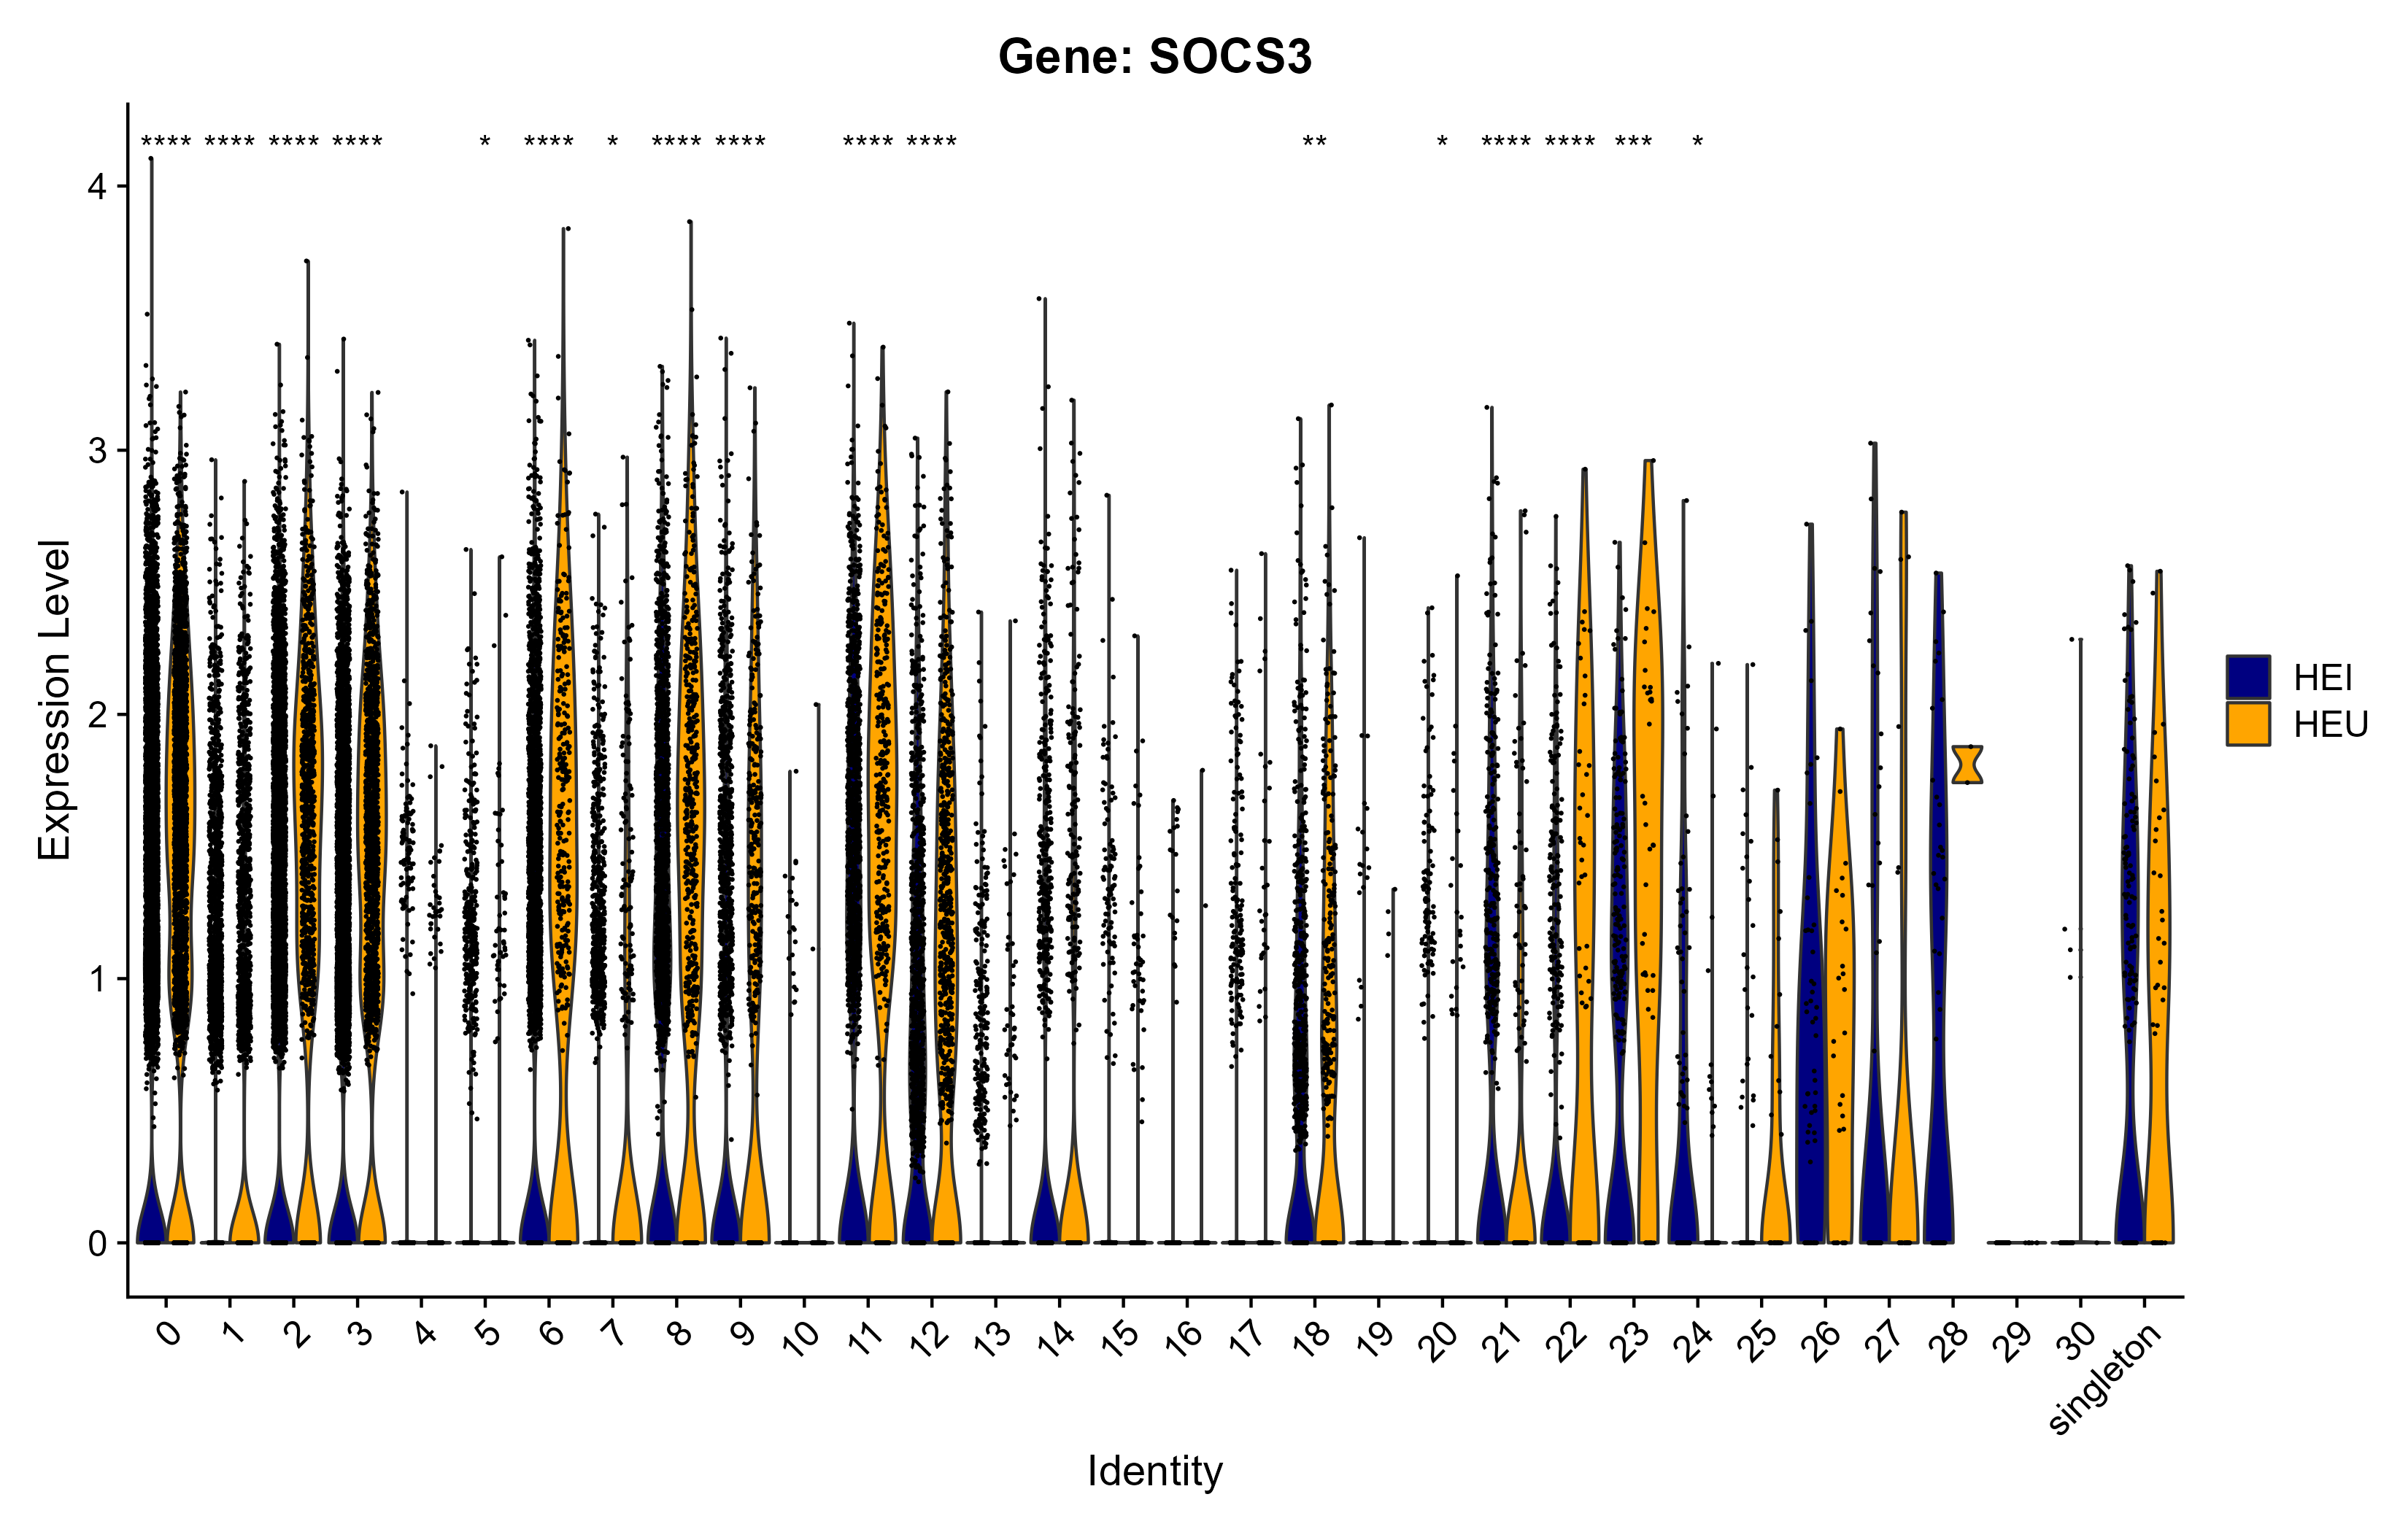 Gene: SOCS3
**** **** **** **** * **** * **** **** **** **** ** * **** **** *** *
Expression Level
4
3
2
1
0
HEI
HEU
0 1 2 3 4 5 6 7 8 9 10 11 12 13 14 15 16 17 18 19 20 21 22 23 24 25 26 27 28 29 30 singleton
Identity